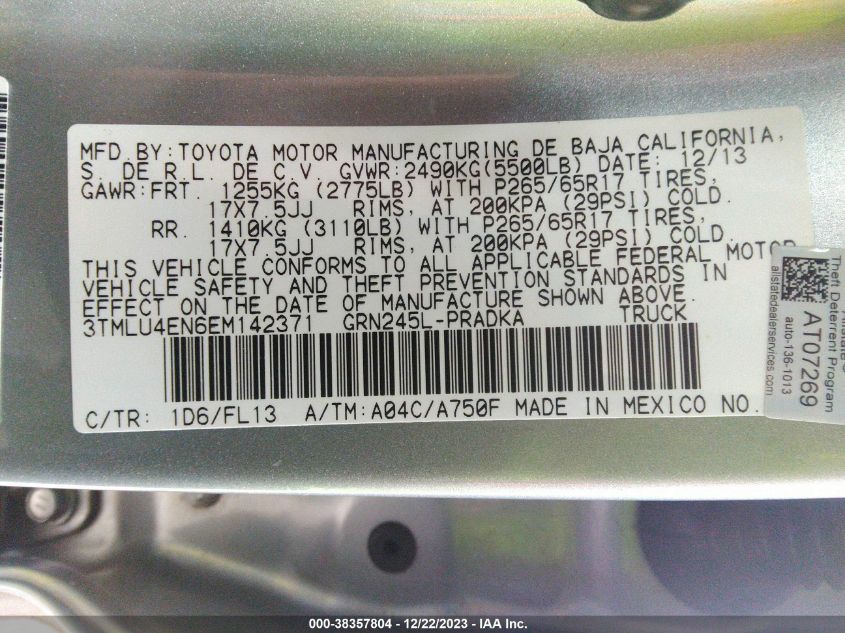 MFD.BY:TOYOTA MOTOR MANUFACTURING DE BAJA CALIFORNIA,
S. DE R.L. DE C.V. GVWR:2490KG(5500LB) DATE: 12/13
GAWR:FRT. 1255KG (2775LB) WITH P265/65R17 TIRES,
17X7.5JJ RIMS, AT 200KPA (29PSI) COLD.
RR. 1410KG (3110LB) WITH P265/65R17 TIRES,
17X7.5JJ RIMS, AT 200KPA (29PSI) COLD.
THIS VEHICLE CONFORMS TO ALL APPLICABLE FEDERAL MOTOR
VEHICLE SAFETY AND THEFT PREVENTION STANDARDS IN
EFFECT ON THE DATE OF MANUFACTURE SHOWN ABOVE.
3TMLU4EN6EM142371 GRN245L-PRADKA TRUCK
C/TR: 1D6/FL13 A/TM:A04C/A750F MADE IN MEXICO NO.
Theft Deterrent Program
AT07269
auto-136-1013
allstatedealerservices.com
000-38357804 - 12/22/2023 - IAA Inc.